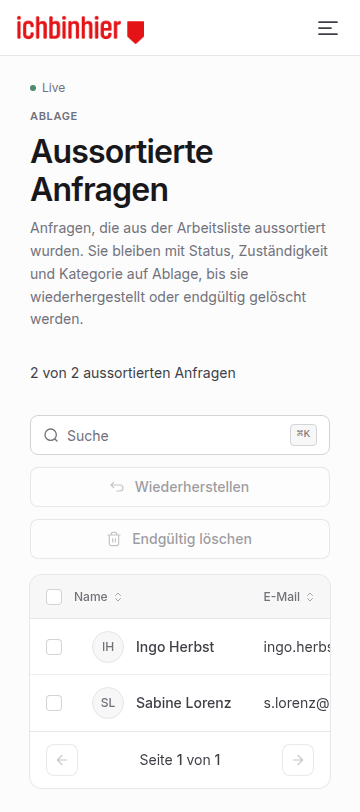 ichbinhier
Live
ABLAGE
Aussortierte
Anfragen
Anfragen, die aus der Arbeitsliste aussortiert
wurden. Sie bleiben mit Status, Zuständigkeit
und Kategorie auf Ablage, bis sie
wiederhergestellt oder endgültig gelöscht
werden.
2 von 2 aussortierten Anfragen
Suche ⌘K
Wiederherstellen
Endgültig löschen
Name E-Mail
IH Ingo Herbst ingo.herbs
SL Sabine Lorenz s.lorenz@
Seite 1 von 1